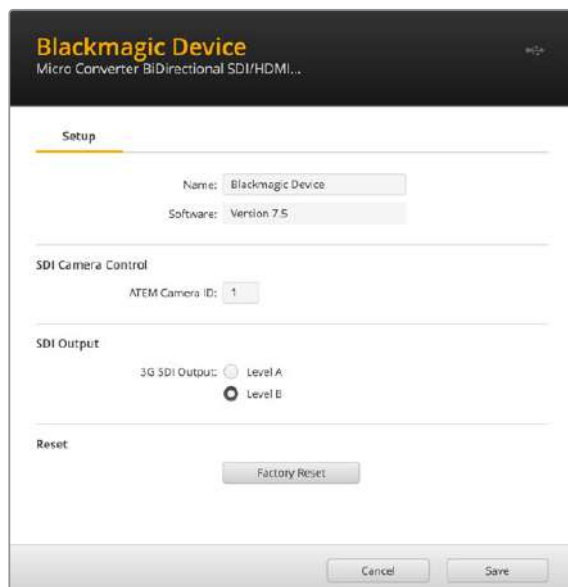 Blackmagic Device
Micro Converter BiDirectional SDI/HDMI...
Setup
Name: Blackmagic Device
Software: Version 7.5
SDI Camera Control
ATEM Camera ID: 1
SDI Output
3G SDI Output: Level A
Level B
Reset
Factory Reset
Cancel Save